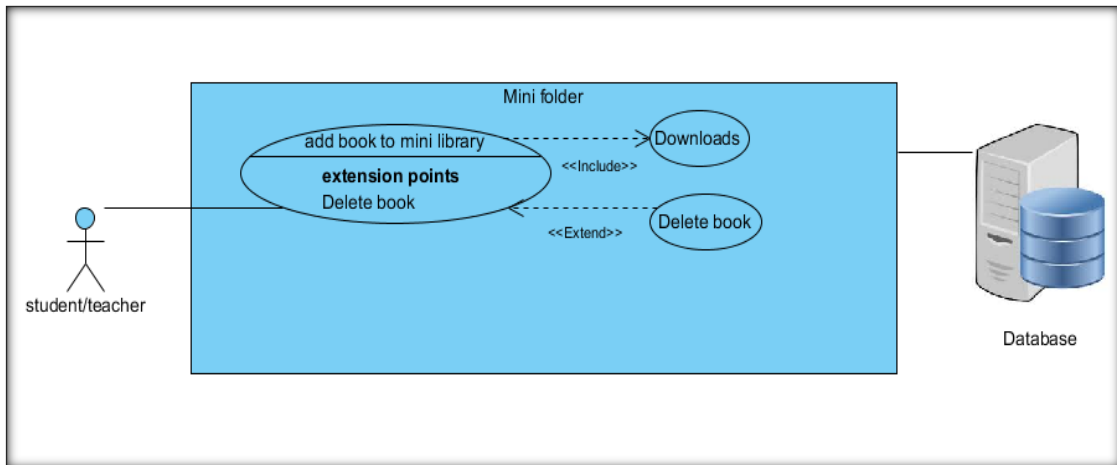 Mini folder
add book to mini library
extension points
Delete book
Downloads
<<Include>>
Delete book
<<Extend>>
student/teacher
Database